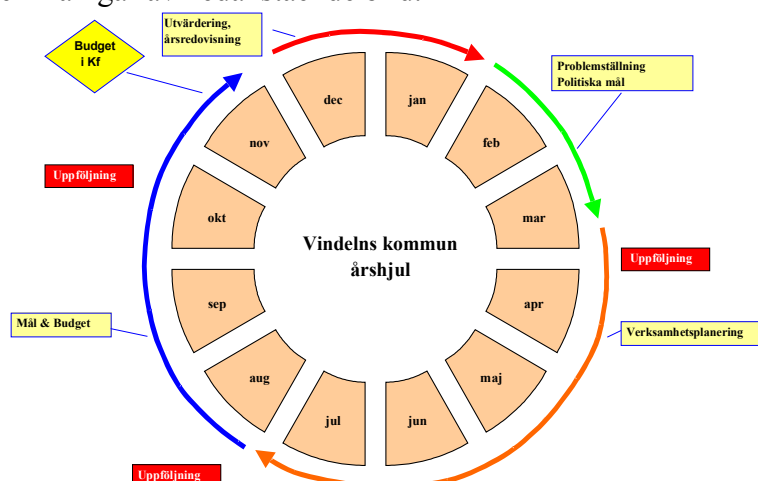 Utvärdering,
årsredovisning
Budget
i Kf
Problemställning
Politiska mål
dec
jan
nov
feb
Uppföljning
okt
mar
Vindelns kommun
årshjul
Uppföljning
sep
apr
Mål & Budget
Verksamhetsplanering
aug
maj
jul
jun
Uppföljning